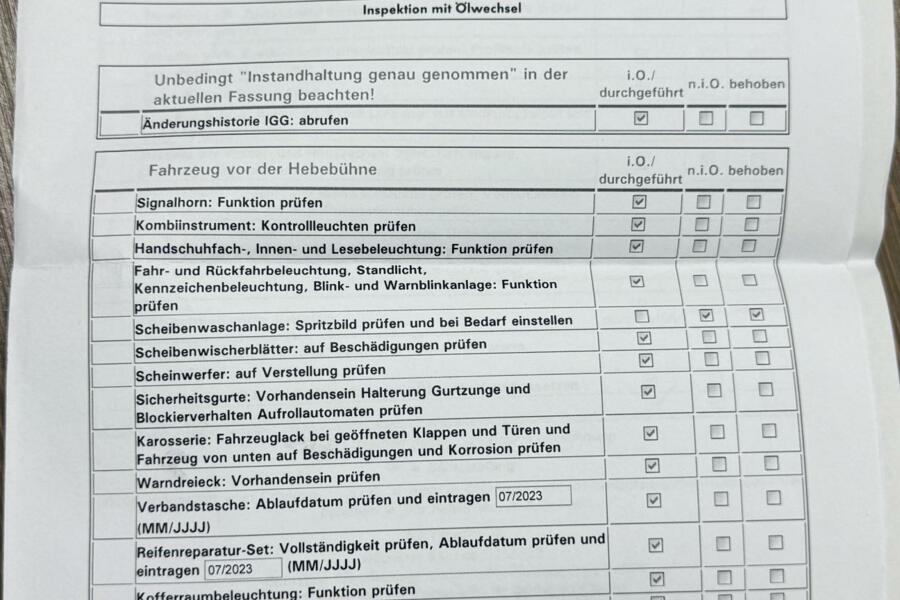 Inspektion mit Ölwechsel
Unbedingt "Instandhaltung genau genommen" in der
aktuellen Fassung beachten!
i.O./
durchgeführt
n.i.O. behoben
Änderungshistorie IGG: abrufen
Fahrzeug vor der Hebebühne
i.O./
durchgeführt
n.i.O. behoben
Signalhorn: Funktion prüfen
Kombiinstrument: Kontrollleuchten prüfen
Handschuhfach-, Innen- und Lesebeleuchtung: Funktion prüfen
Fahr- und Rückfahrbeleuchtung, Standlicht,
Kennzeichenbeleuchtung, Blink- und Warnblinkanlage: Funktion
prüfen
Scheibenwaschanlage: Spritzbild prüfen und bei Bedarf einstellen
Scheibenwischerblätter: auf Beschädigungen prüfen
Scheinwerfer: auf Verstellung prüfen
Sicherheitsgurte: Vorhandensein Halterung Gurtzunge und
Blockierverhalten Aufrollautomaten prüfen
Karosserie: Fahrzeuglack bei geöffneten Klappen und Türen und
Fahrzeug von unten auf Beschädigungen und Korrosion prüfen
Warndreieck: Vorhandensein prüfen
Verbandstasche: Ablaufdatum prüfen und eintragen 07/2023
(MM/JJJJ)
Reifenreparatur-Set: Vollständigkeit prüfen, Ablaufdatum prüfen und
eintragen 07/2023 (MM/JJJJ)
Kofferraumbeleuchtung: Funktion prüfen